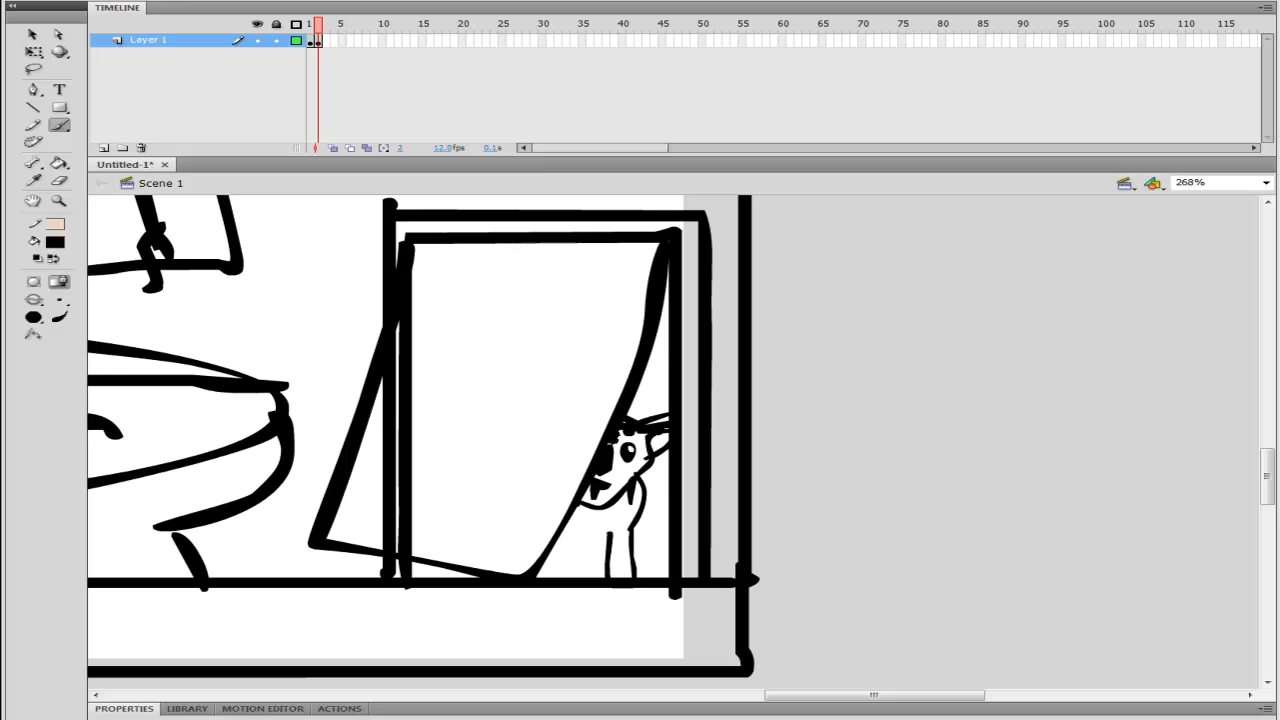 TIMELINE
1 5 10 15 20 25 30 35 40 45 50 55 60 65 70 75 80 85 90 95 100 105 110 115
Layer 1
2 12.0fps 0.1s
Untitled-1*
Scene 1 268%
T
PROPERTIES LIBRARY MOTION EDITOR ACTIONS